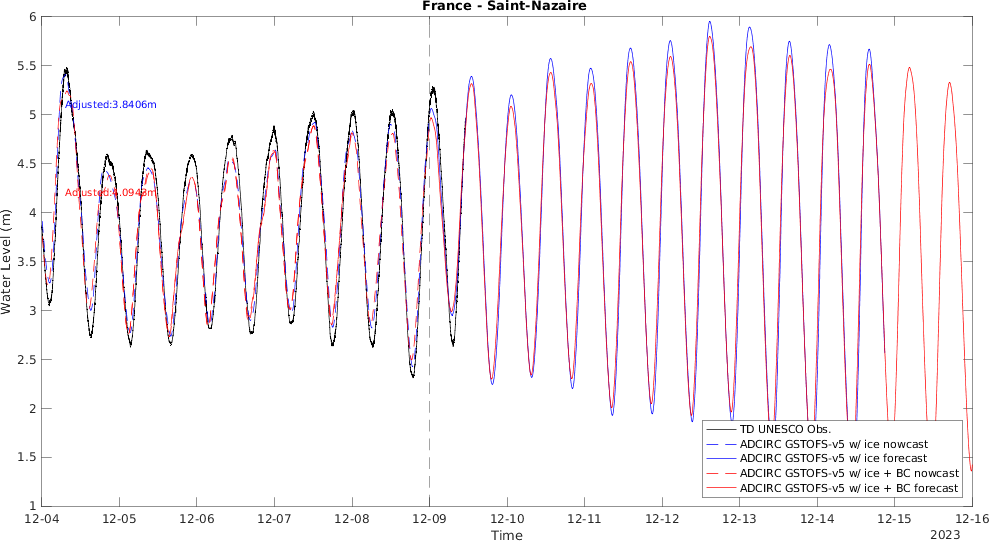 France - Saint-Nazaire
6
5.5
5
4.5
4
3.5
3
2.5
2
1.5
1
Water Level (m)
Adjusted:3.8406m
Adjusted:4.0943m
TD UNESCO Obs.
ADCIRC GSTOFS-v5 w/ ice nowcast
ADCIRC GSTOFS-v5 w/ ice forecast
ADCIRC GSTOFS-v5 w/ ice + BC nowcast
ADCIRC GSTOFS-v5 w/ ice + BC forecast
12-04 12-05 12-06 12-07 12-08 12-09 12-10 12-11 12-12 12-13 12-14 12-15 12-16
Time
2023